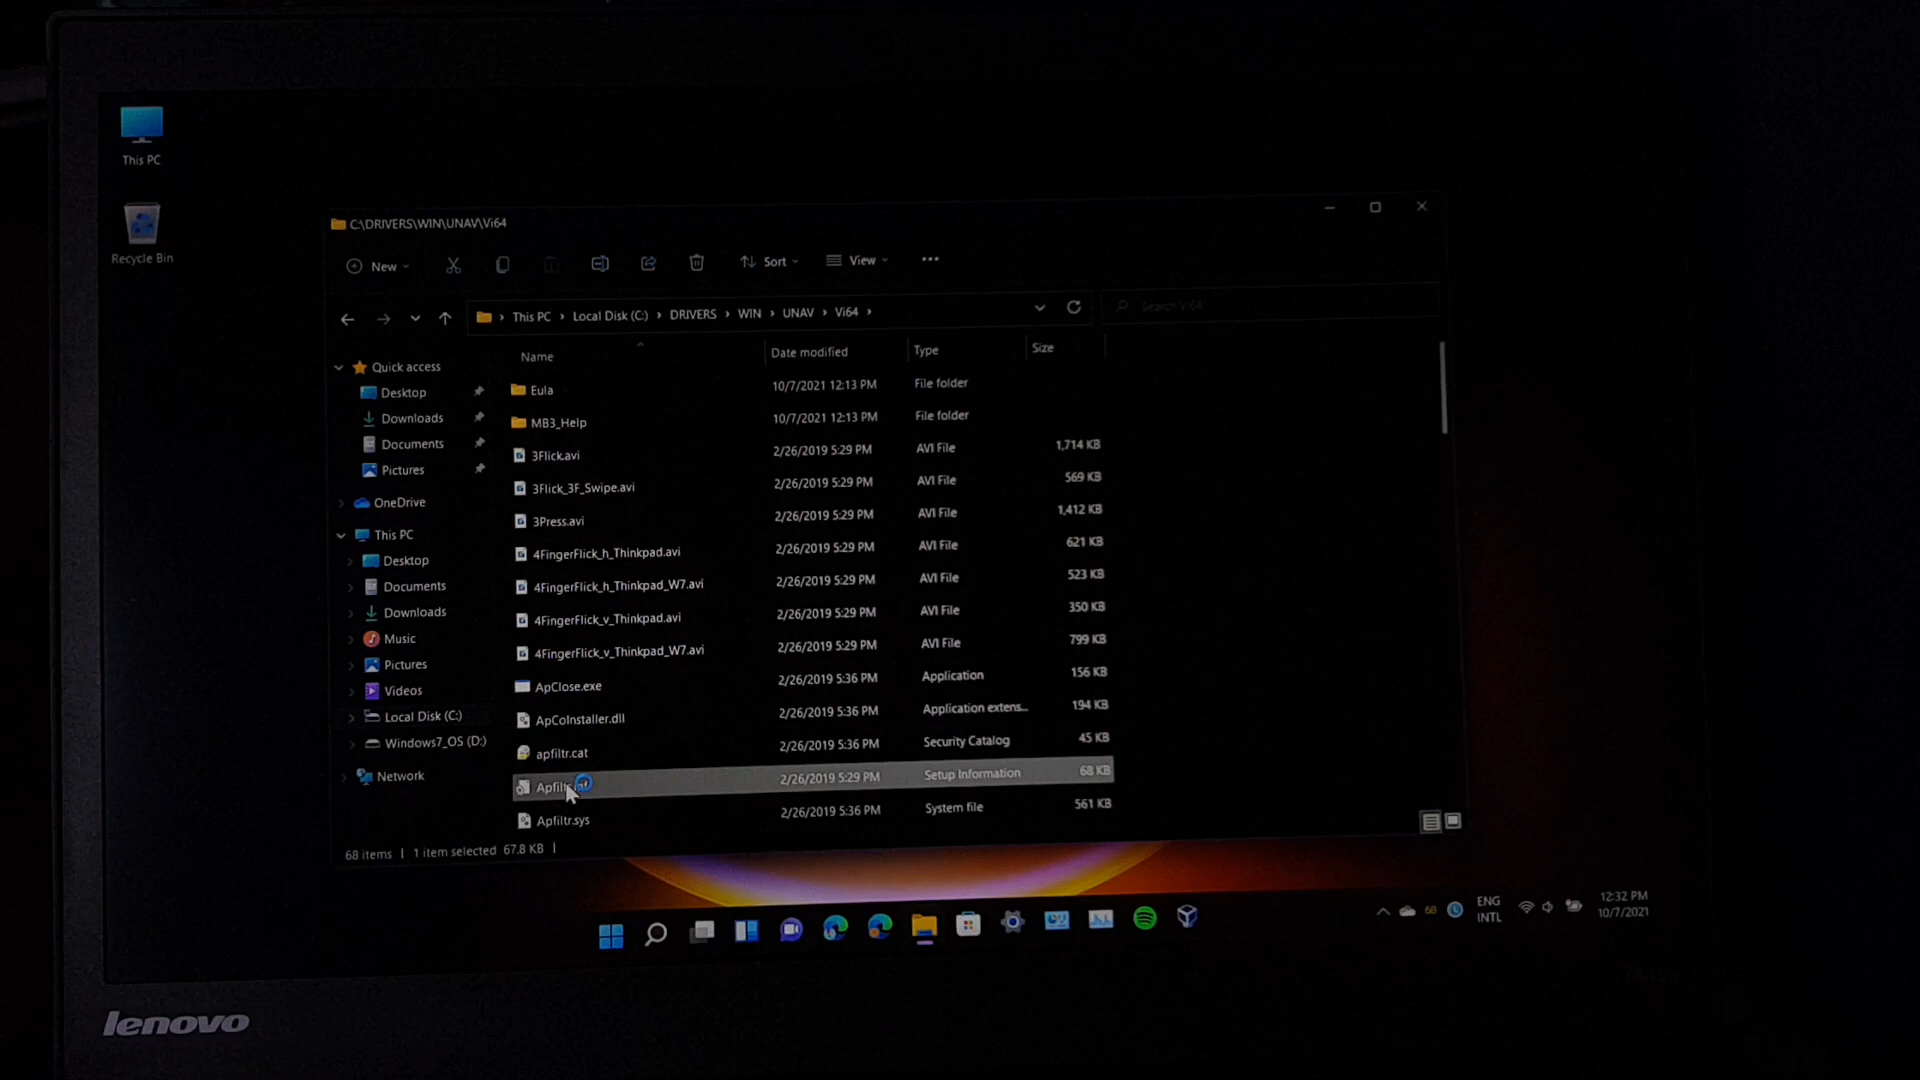 This PC
Recycle Bin
C:\DRIVERS\WIN\UNAV\Vi64
New
Sort
View
This PC › Local Disk (C:) › DRIVERS › WIN › UNAV › Vi64 ›
Search Vi64
Name Date modified Type Size
Quick access
Desktop
Downloads
Documents
Pictures
OneDrive
This PC
Desktop
Documents
Downloads
Music
Pictures
Videos
Local Disk (C:)
Windows7_OS (D:)
Network
Eula 10/7/2021 12:13 PM File folder
MB3_Help 10/7/2021 12:13 PM File folder
3Flick.avi 2/26/2019 5:29 PM AVI File 1,714 KB
3Flick_3F_Swipe.avi 2/26/2019 5:29 PM AVI File 569 KB
3Press.avi 2/26/2019 5:29 PM AVI File 1,412 KB
4FingerFlick_h_Thinkpad.avi 2/26/2019 5:29 PM AVI File 621 KB
4FingerFlick_h_Thinkpad_W7.avi 2/26/2019 5:29 PM AVI File 523 KB
4FingerFlick_v_Thinkpad.avi 2/26/2019 5:29 PM AVI File 350 KB
4FingerFlick_v_Thinkpad_W7.avi 2/26/2019 5:29 PM AVI File 799 KB
ApClose.exe 2/26/2019 5:36 PM Application 156 KB
ApCoInstaller.dll 2/26/2019 5:36 PM Application extens... 194 KB
apfiltr.cat 2/26/2019 5:36 PM Security Catalog 45 KB
Apfiltr.inf 2/26/2019 5:29 PM Setup Information 68 KB
Apfiltr.sys 2/26/2019 5:36 PM System file 561 KB
68 items | 1 item selected 67.8 KB |
68
ENG
INTL
12:32 PM
10/7/2021
lenovo